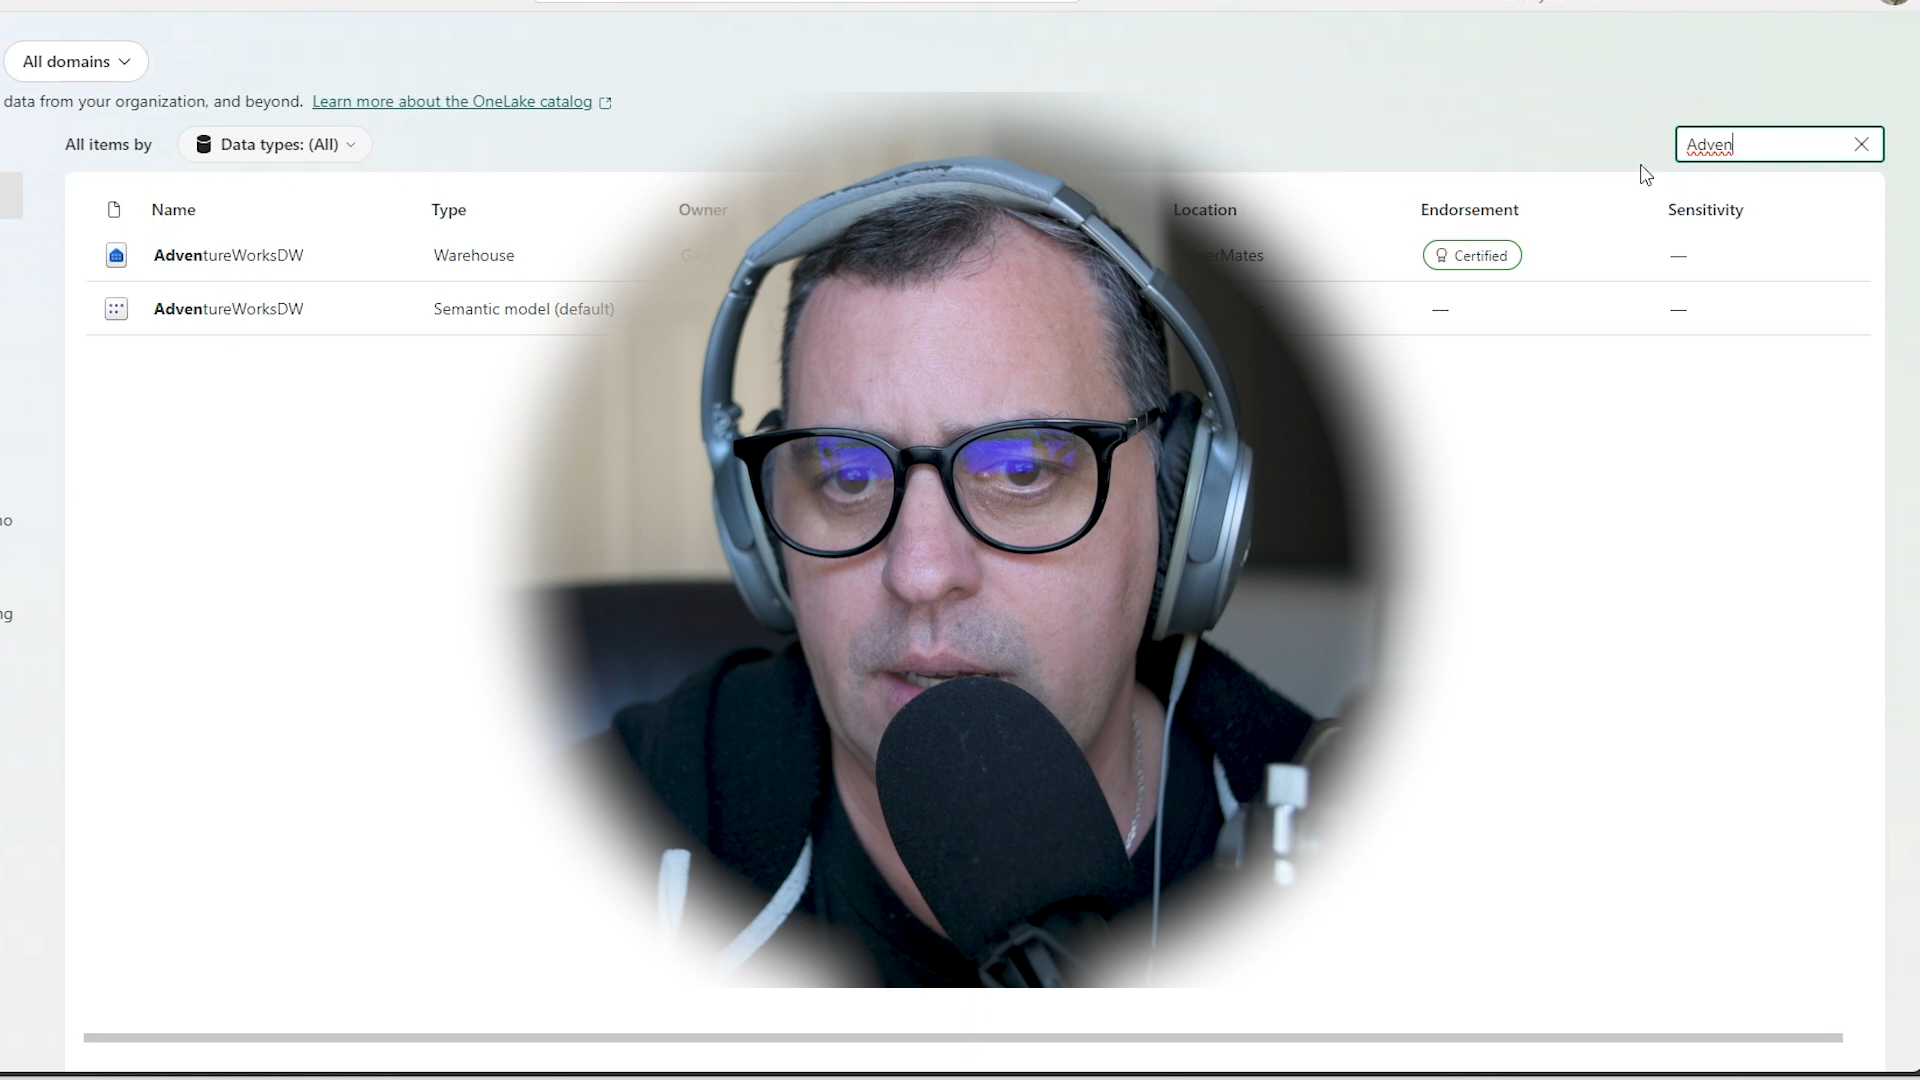 All domains
data from your organization, and beyond. Learn more about the OneLake catalog
All items by Data types: (All) Adven
Name Type Owner Location Endorsement Sensitivity
AdventureWorksDW Warehouse Certified —
AdventureWorksDW Semantic model (default) — —